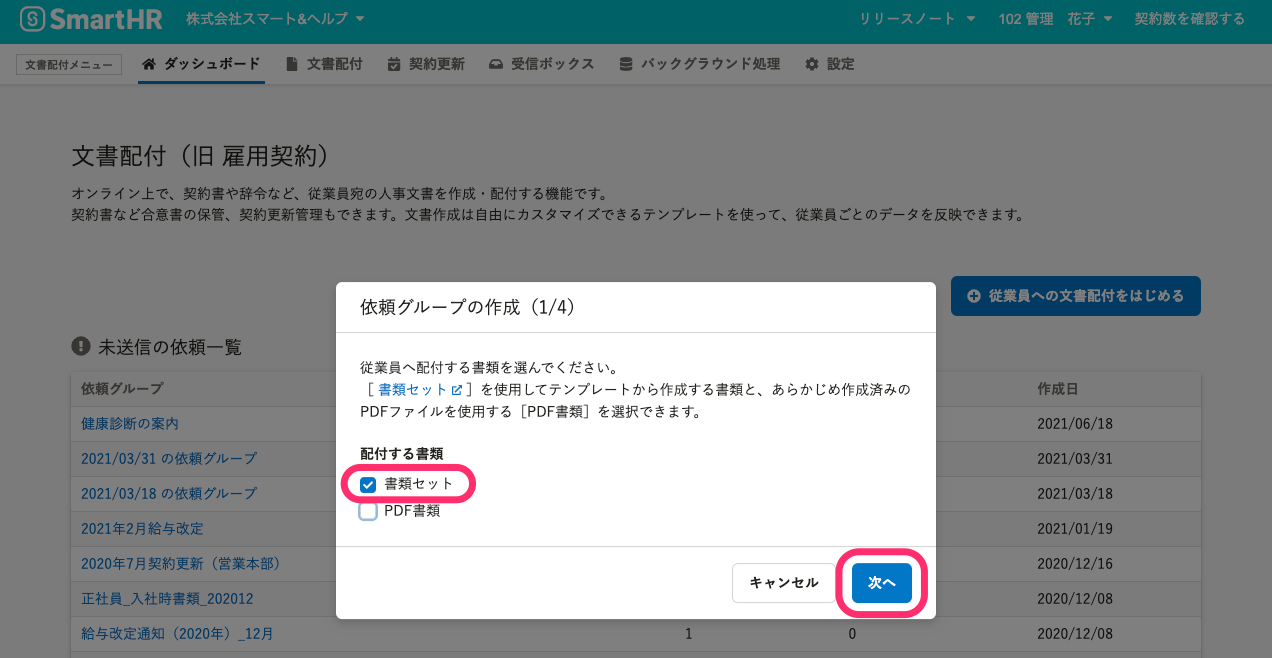 SmartHR 株式会社スマート&ヘルプ リリースノート 102 管理 花子 契約数を確認する
文書配付メニュー ダッシュボード 文書配付 契約更新 受信ボックス バックグラウンド処理 設定
文書配付（旧 雇用契約）
オンライン上で、契約書や辞令など、従業員宛の人事文書を作成・配付する機能です。
契約書など合意書の保管、契約更新管理もできます。文書作成は自由にカスタマイズできるテンプレートを使って、従業員ごとのデータを反映できます。
従業員への文書配付をはじめる
未送信の依頼一覧
依頼グループ 作成日
健康診断の案内 2021/06/18
2021/03/31 の依頼グループ 2021/03/31
2021/03/18 の依頼グループ 2021/03/18
2021年2月給与改定 2021/01/19
2020年7月契約更新（営業本部） 2020/12/16
正社員_入社時書類_202012 2020/12/08
給与改定通知（2020年）_12月 1 0 2020/12/08
依頼グループの作成（1/4）
従業員へ配付する書類を選んでください。
［ 書類セット ］を使用してテンプレートから作成する書類と、あらかじめ作成済みの
PDFファイルを使用する［PDF書類］を選択できます。
配付する書類
書類セット
PDF書類
キャンセル 次へ